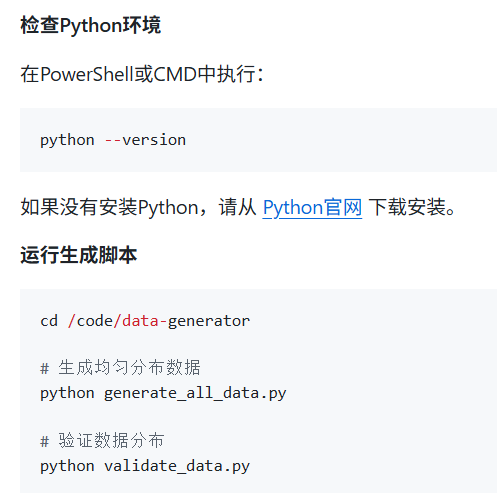 检查Python环境
在PowerShell或CMD中执行：
python --version
如果没有安装Python，请从 Python官网 下载安装。
运行生成脚本
cd /code/data-generator
# 生成均匀分布数据
python generate_all_data.py
# 验证数据分布
python validate_data.py